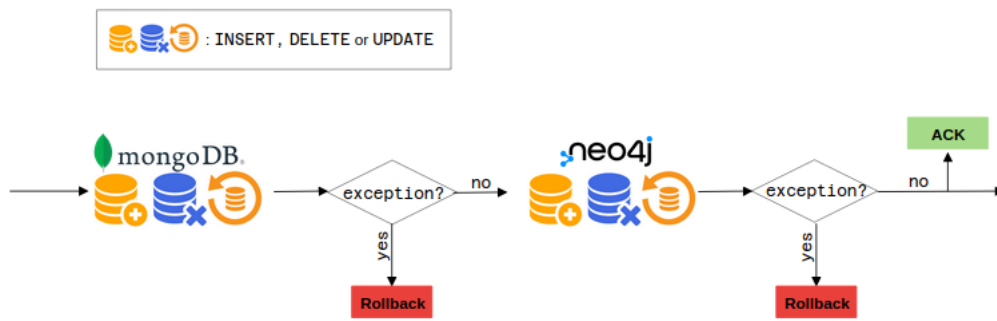 : INSERT, DELETE or UPDATE
mongoDB®
exception?
no
yes
Rollback
neo4j
exception?
no
yes
Rollback
ACK